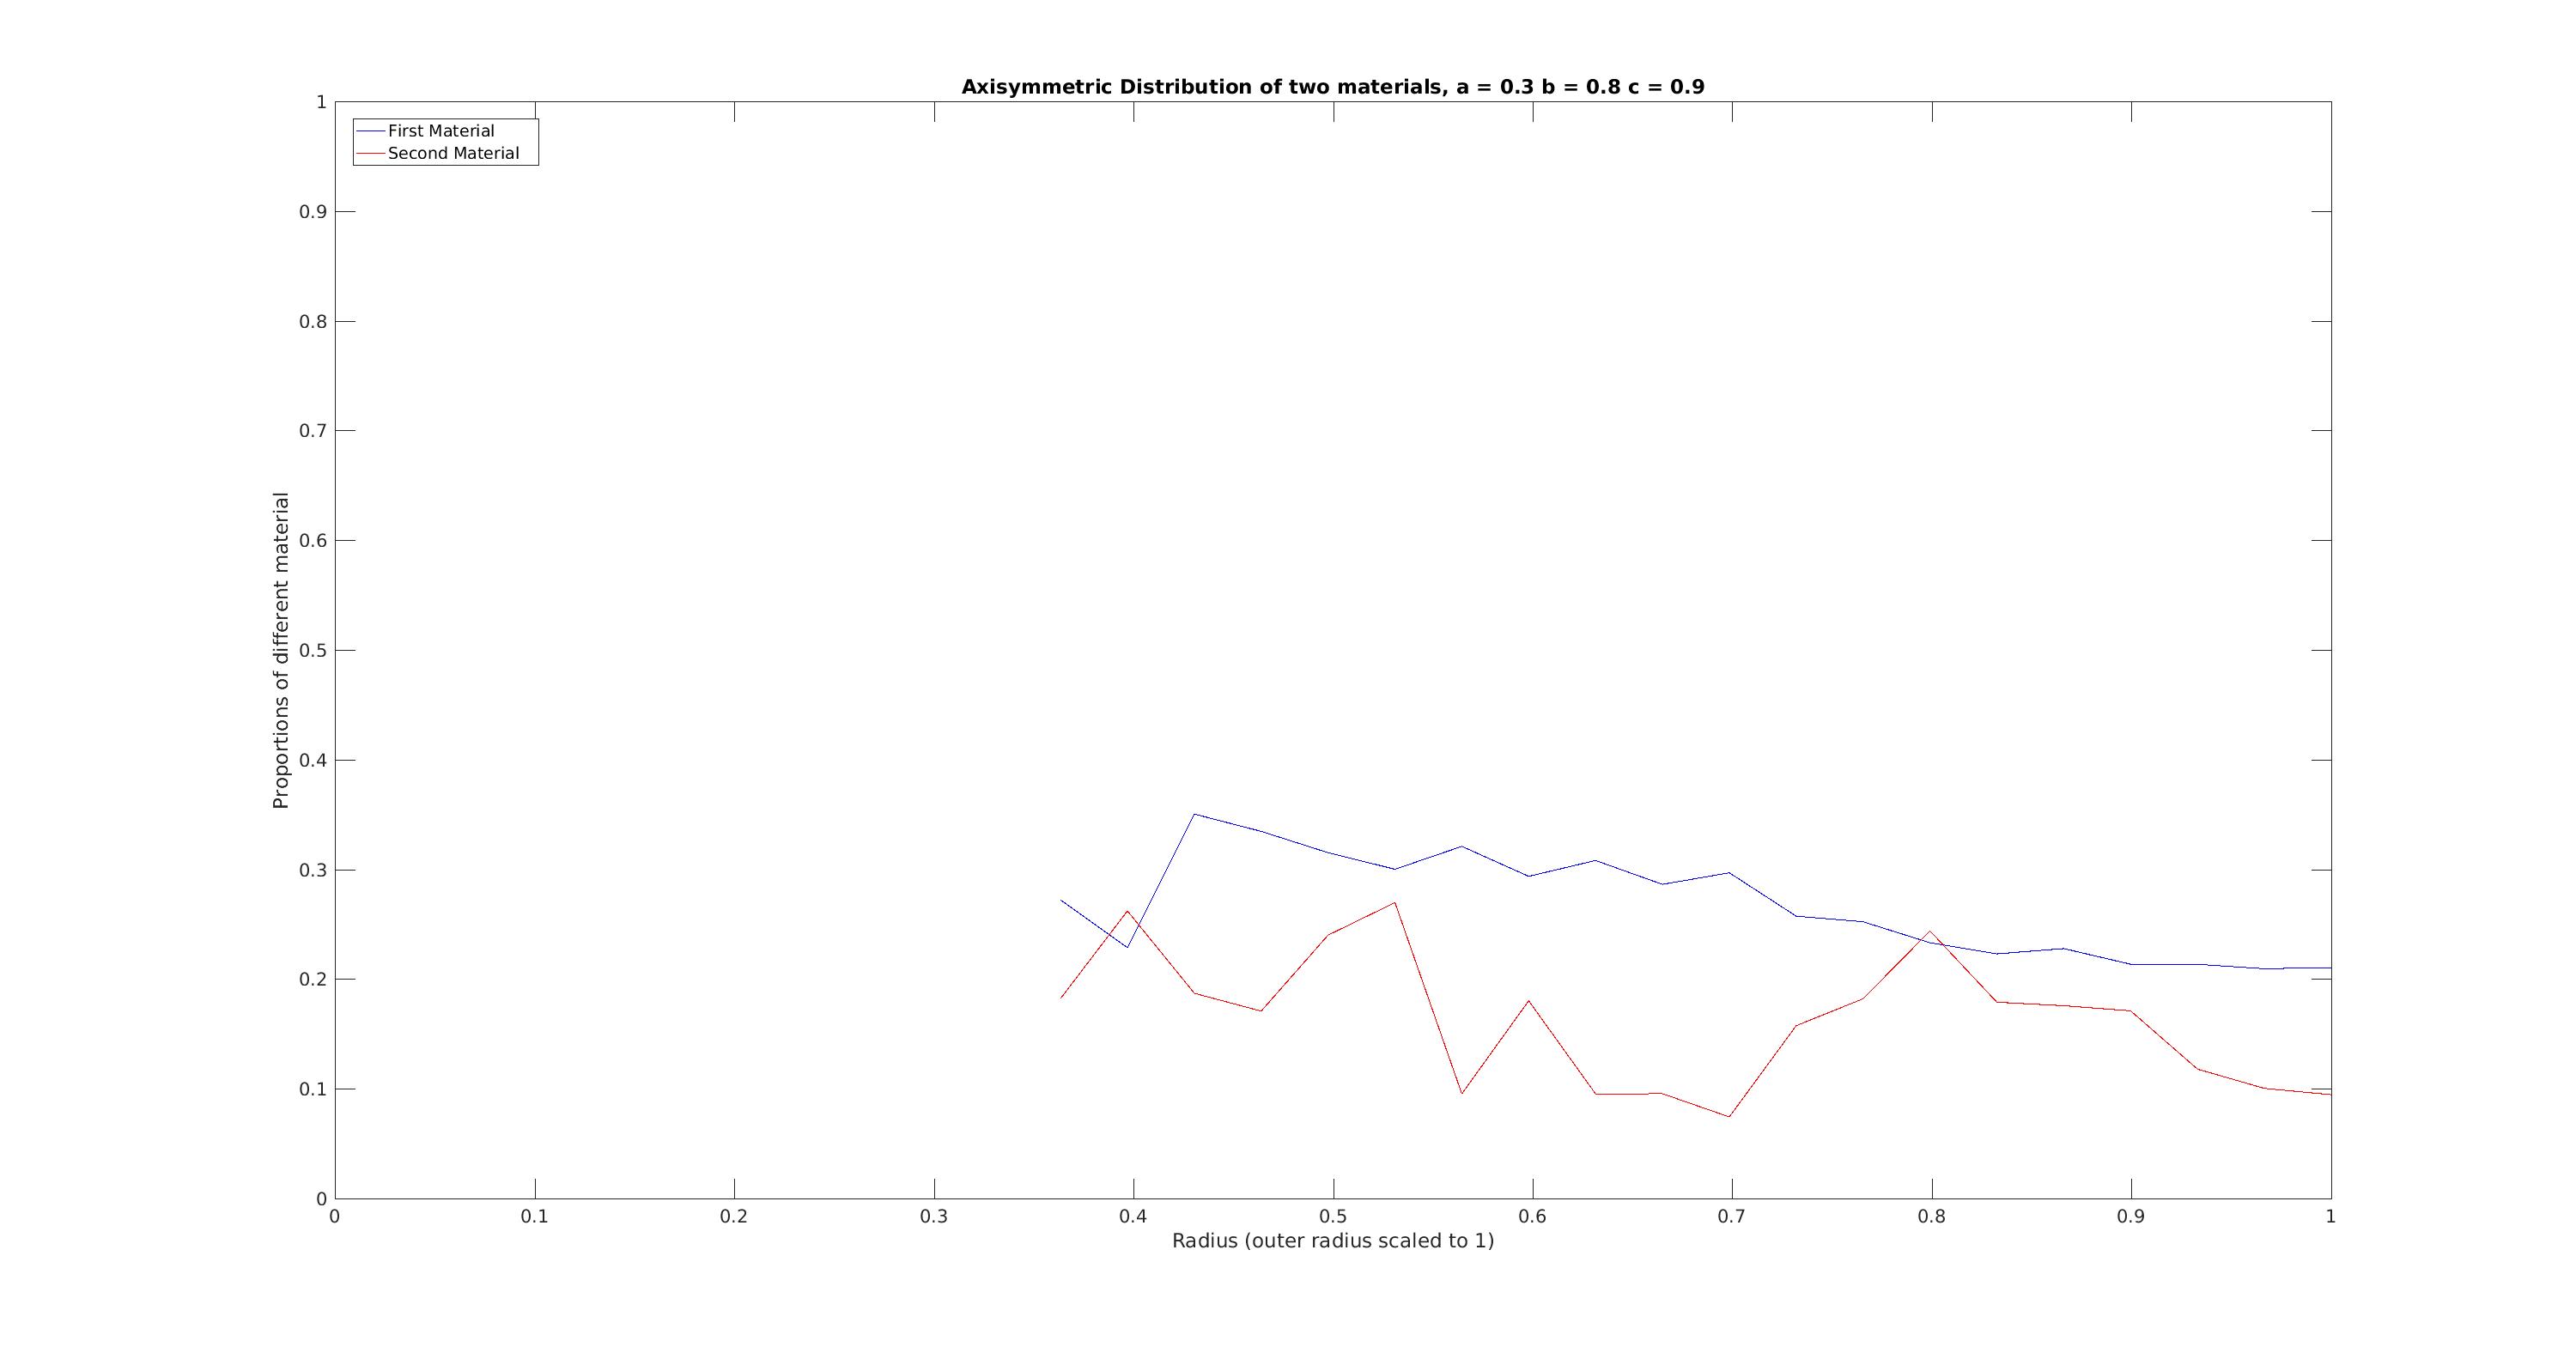 Axisymmetric Distribution of two materials, a = 0.3 b = 0.8 c = 0.9
First Material
Second Material
Proportions of different material
1
0.9
0.8
0.7
0.6
0.5
0.4
0.3
0.2
0.1
0
0 0.1 0.2 0.3 0.4 0.5 0.6 0.7 0.8 0.9 1
Radius (outer radius scaled to 1)